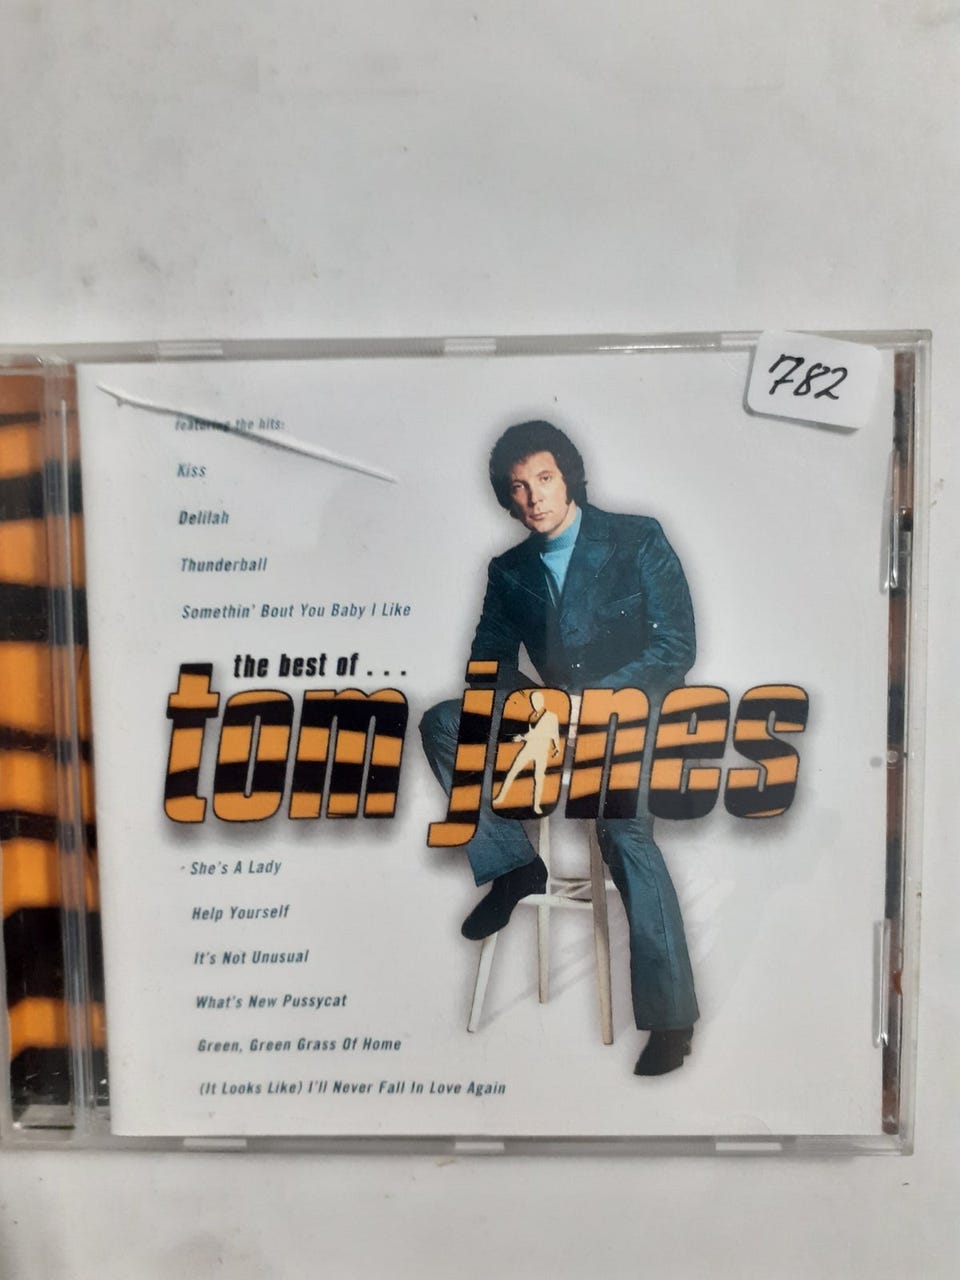 782
featuring the hits:
Kiss
Delilah
Thunderball
Somethin' Bout You Baby I Like
the best of...
tom jones
She's A Lady
Help Yourself
It's Not Unusual
What's New Pussycat
Green, Green Grass Of Home
(It Looks Like) I'll Never Fall In Love Again